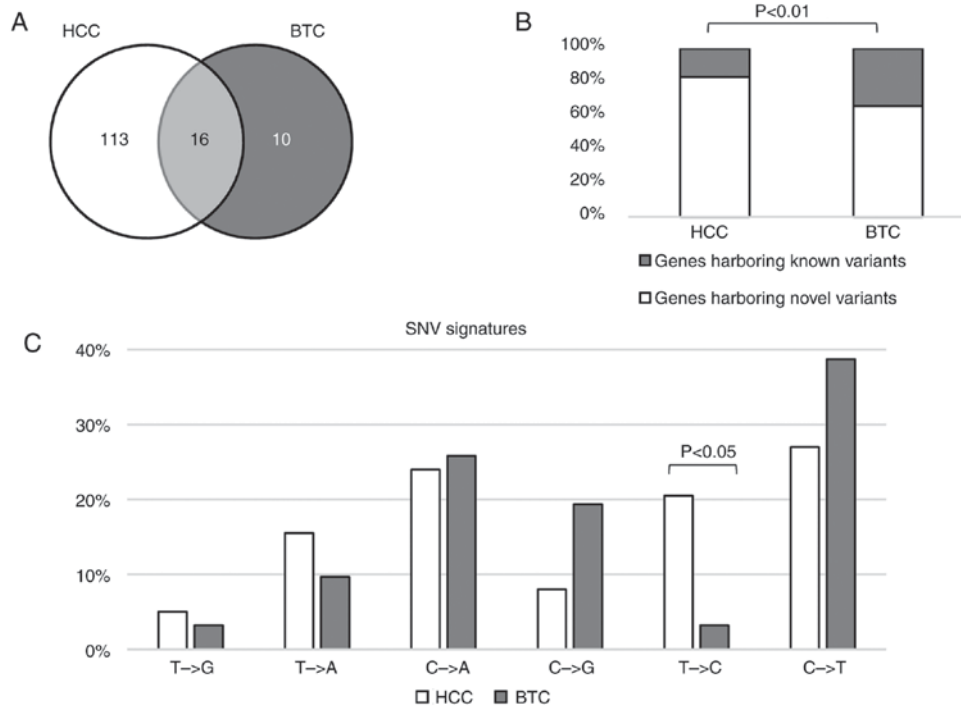 A
HCC
BTC
113
16
10
B
P<0.01
100%
80%
60%
40%
20%
0%
HCC
BTC
Genes harboring known variants
Genes harboring novel variants
C
SNV signatures
40%
30%
20%
10%
0%
P<0.05
T–>G
T–>A
C–>A
C–>G
T–>C
C–>T
HCC
BTC